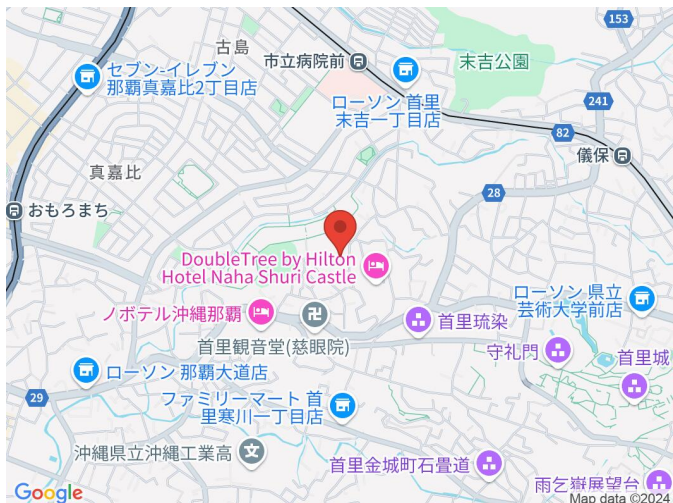 古島
市立病院前
末吉公園
153
セブン-イレブン
那覇真嘉比2丁目店
ローソン 首里
末吉一丁目店
241
82
儀保
真嘉比
28
おもろまち
DoubleTree by Hilton
Hotel Naha Shuri Castle
ノボテル沖縄那覇
首里琉染
ローソン 県立
芸術大学前店
首里観音堂(慈眼院)
守礼門
首里城
ローソン 那覇大道店
29
ファミリーマート 首
里寒川一丁目店
沖縄県立沖縄工業高
首里金城町石畳道
雨乞嶽展望台
Google
Map data ©2024